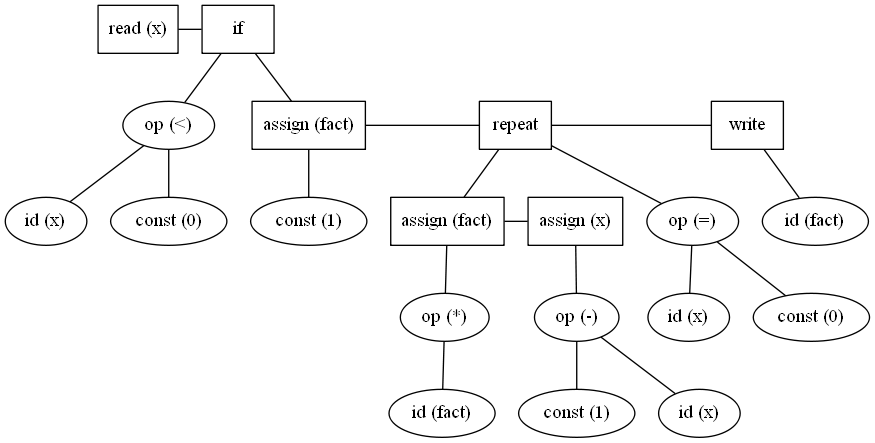 read (x)
if
op (<)
assign (fact)
repeat
write
id (x)
const (0)
const (1)
assign (fact)
assign (x)
op (=)
id (fact)
op (*)
op (-)
id (x)
const (0)
id (fact)
const (1)
id (x)